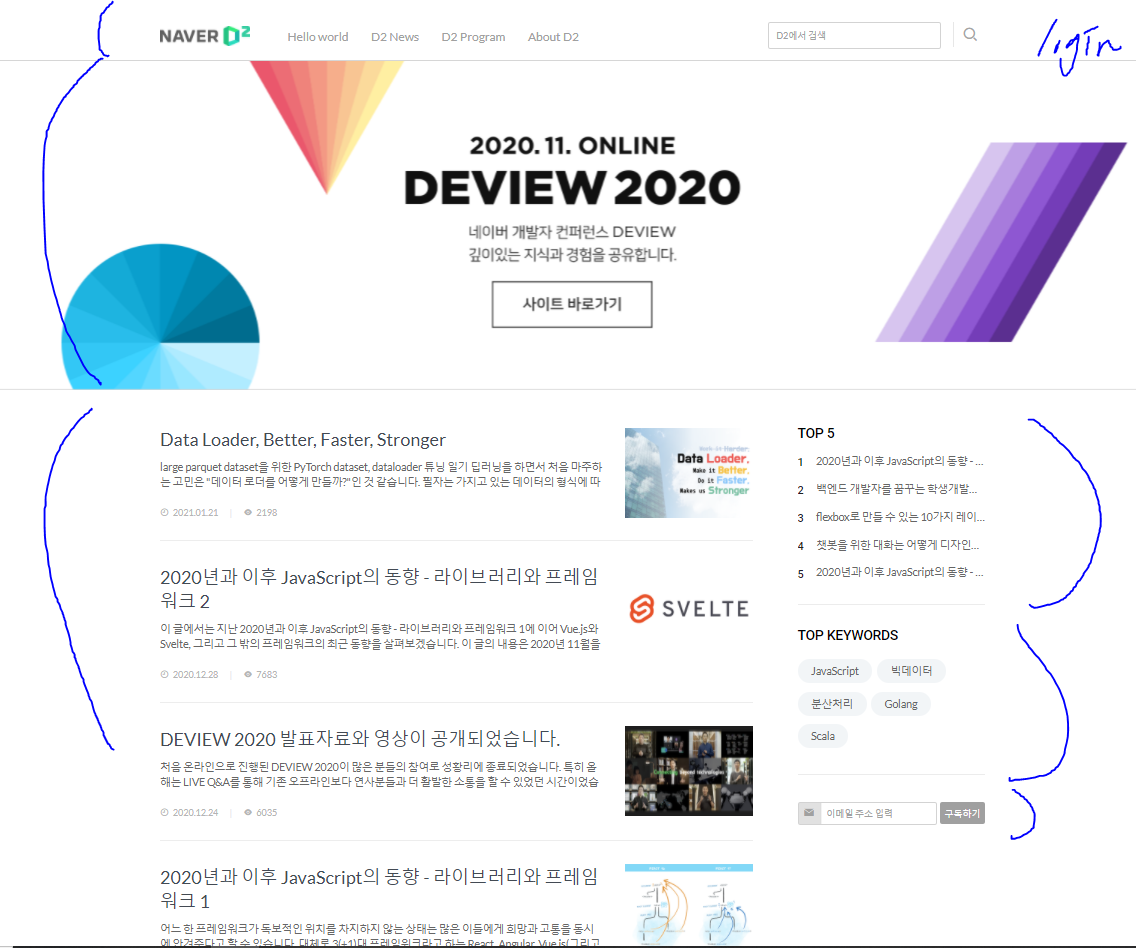 NAVER D2
Hello world D2 News D2 Program About D2
D2에서 검색
login
2020. 11. ONLINE
DEVIEW 2020
네이버 개발자 컨퍼런스 DEVIEW
깊이있는 지식과 경험을 공유합니다.
사이트 바로가기
Data Loader, Better, Faster, Stronger
large parquet dataset을 위한 PyTorch dataset, dataloader 튜닝 일기 딥러닝을 하면서 처음 마주하
는 고민은 "데이터 로더를 어떻게 만들까?"인 것 같습니다. 필자는 가지고 있는 데이터의 형식에 따
2021.01.21 | 2198
Data Loader.
Make it Better.
Do it Faster.
Makes us Stronger
2020년과 이후 JavaScript의 동향 - 라이브러리와 프레임
워크 2
이 글에서는 지난 2020년과 이후 JavaScript의 동향 - 라이브러리와 프레임워크 1에 이어 Vue.js와
Svelte, 그리고 그 밖의 프레임워크의 최근 동향을 살펴보겠습니다. 이 글의 내용은 2020년 11월을
2020.12.28 | 7683
SVELTE
DEVIEW 2020 발표자료와 영상이 공개되었습니다.
처음 온라인으로 진행된 DEVIEW 2020이 많은 분들의 참여로 성황리에 종료되었습니다. 특히 올
해는 LIVE Q&A를 통해 기존 오프라인보다 연사분들과 더 활발한 소통을 할 수 있었던 시간이었습
2020.12.24 | 6035
2020년과 이후 JavaScript의 동향 - 라이브러리와 프레임
워크 1
어느 한 프레임워크가 독보적인 위치를 차지하지 않는 상태는 많은 이들에게 희망과 고통을 동시
에 안겨준다고 할 수 있습니다. 대체로 3(+1)대 프레임워크라고 하는 React, Angular, Vue.js(그리고
TOP 5
1 2020년과 이후 JavaScript의 동향 - ...
2 백엔드 개발자를 꿈꾸는 학생개발...
3 flexbox로 만들 수 있는 10가지 레이...
4 챗봇을 위한 대화는 어떻게 디자인...
5 2020년과 이후 JavaScript의 동향 - ...
TOP KEYWORDS
JavaScript 빅데이터
분산처리 Golang
Scala
이메일 주소 입력 구독하기